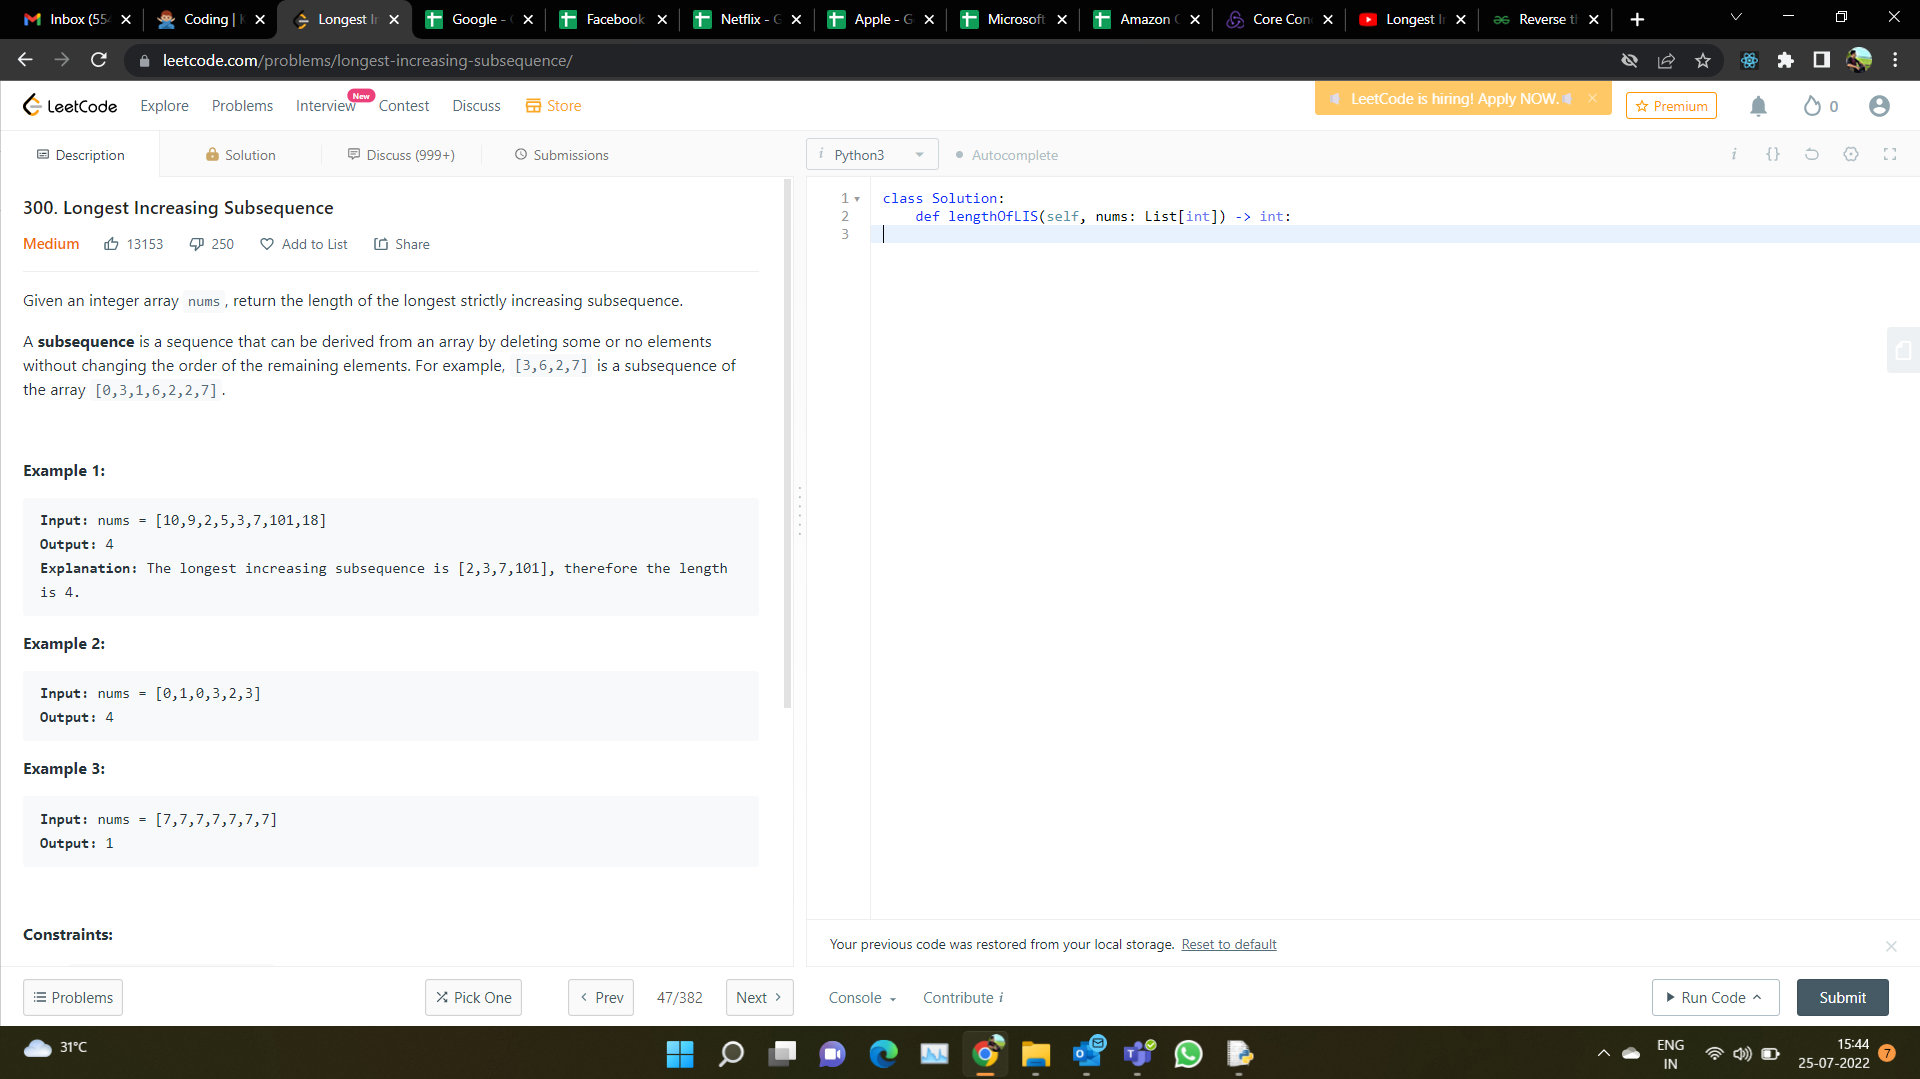 Inbox (554
Coding |
Longest In
Google -
Facebook
Netflix - G
Apple - G
Microsoft
Amazon
Core Con
Longest I
Reverse t
leetcode.com/problems/longest-increasing-subsequence/
LeetCode
Explore
Problems
Interview
New
Contest
Discuss
Store
LeetCode is hiring! Apply NOW.
Premium
0
Description
Solution
Discuss (999+)
Submissions
i Python3
Autocomplete
i {}
300. Longest Increasing Subsequence
Medium
13153
250
Add to List
Share
Given an integer array nums , return the length of the longest strictly increasing subsequence.
A subsequence is a sequence that can be derived from an array by deleting some or no elements
without changing the order of the remaining elements. For example, [3,6,2,7] is a subsequence of
the array [0,3,1,6,2,2,7] .
Example 1:
Input: nums = [10,9,2,5,3,7,101,18]
Output: 4
Explanation: The longest increasing subsequence is [2,3,7,101], therefore the length
is 4.
Example 2:
Input: nums = [0,1,0,3,2,3]
Output: 4
Example 3:
Input: nums = [7,7,7,7,7,7,7]
Output: 1
Constraints:
1 class Solution:
2 def lengthOfLIS(self, nums: List[int]) -> int:
3
Your previous code was restored from your local storage. Reset to default
Problems
Pick One
Prev
47/382
Next
Console
Contribute i
Run Code
Submit
31°C
ENG
IN
15:44
25-07-2022
7